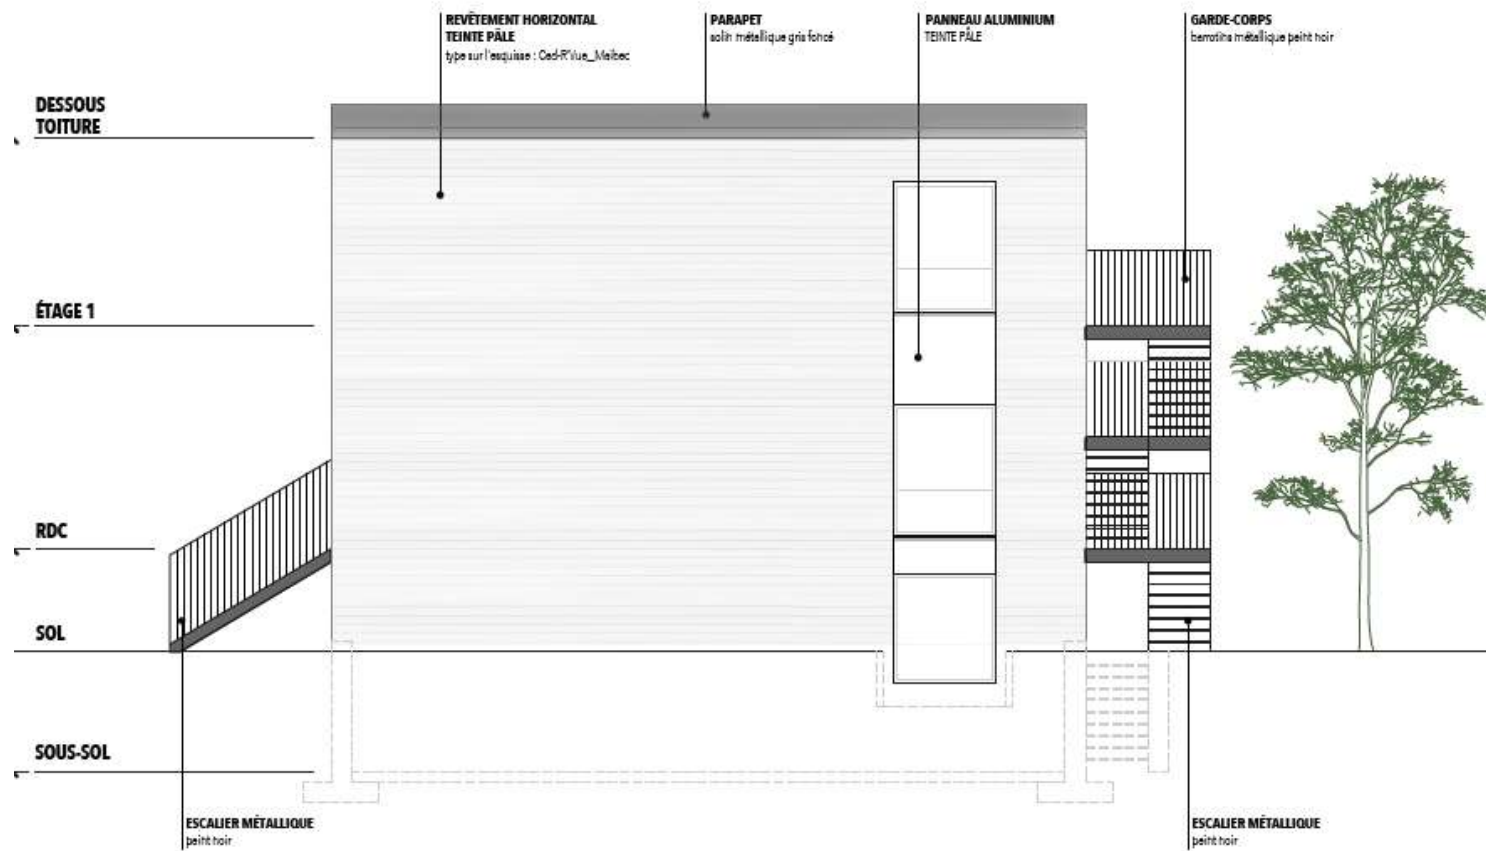 REVÊTEMENT HORIZONTAL
TEINTE PÂLE
type sur l'esquisse : Ced-R'Vue_Maibec
PARAPET
solin métallique gris foncé
PANNEAU ALUMINIUM
TEINTE PÂLE
GARDE-CORPS
barrotins métallique peint noir
DESSOUS
TOITURE
ÉTAGE 1
RDC
SOL
SOUS-SOL
ESCALIER MÉTALLIQUE
peint noir
ESCALIER MÉTALLIQUE
peint noir